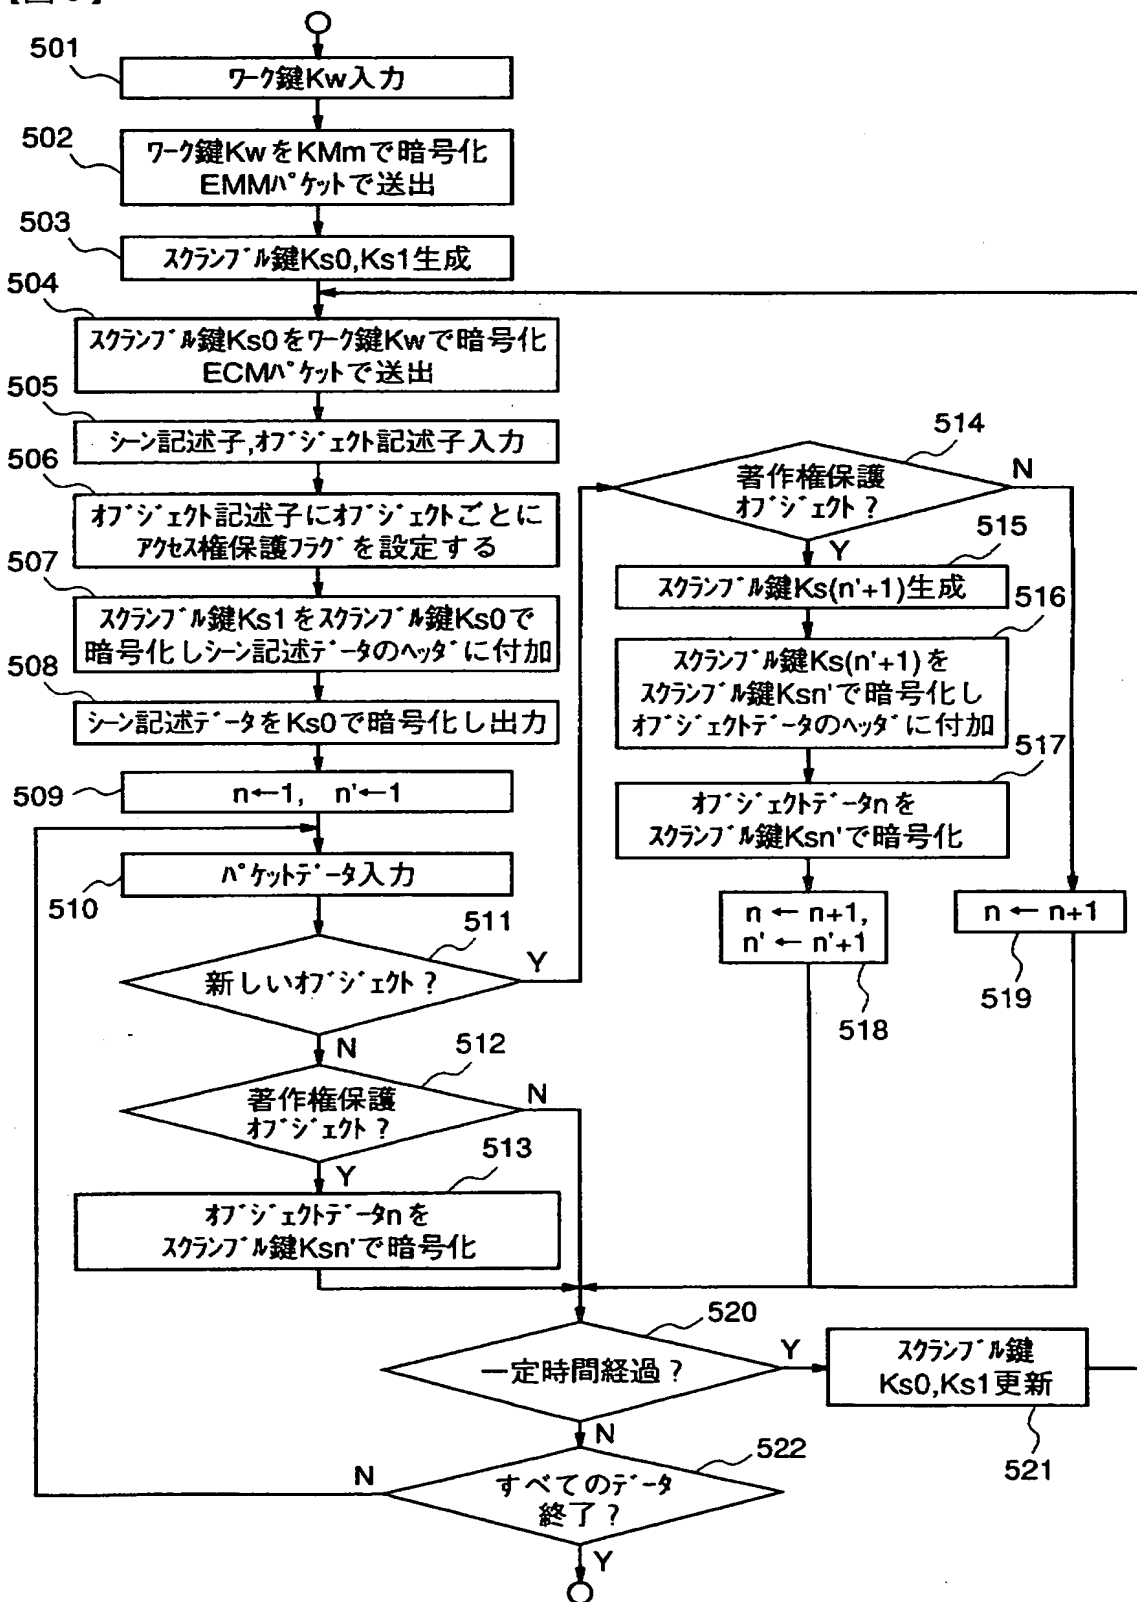 501
ワーク鍵Kw入力
502
ワーク鍵KwをKMmで暗号化
EMMパケットで送出
503
スクランブル鍵Ks0,Ks1生成
504
スクランブル鍵Ks0をワーク鍵Kwで暗号化
ECMパケットで送出
505
シーン記述子,オブジェクト記述子入力
506
オブジェクト記述子にオブジェクトごとに
アクセス権保護フラグを設定する
507
スクランブル鍵Ks1をスクランブル鍵Ks0で
暗号化しシーン記述データのヘッダに付加
508
シーン記述データをKs0で暗号化し出力
509
n←1, n'←1
510
パケットデータ入力
511
新しいオブジェクト?
Y
N
512
著作権保護
オブジェクト?
N
Y
513
オブジェクトデータnを
スクランブル鍵Ksn'で暗号化
514
著作権保護
オブジェクト?
N
Y
515
スクランブル鍵Ks(n'+1)生成
516
スクランブル鍵Ks(n'+1)を
スクランブル鍵Ksn'で暗号化し
オブジェクトデータのヘッダに付加
517
オブジェクトデータnを
スクランブル鍵Ksn'で暗号化
n ← n+1,
n' ← n'+1
518
n ← n+1
519
520
一定時間経過?
Y
N
スクランブル鍵
Ks0,Ks1更新
521
522
すべてのデータ
終了?
N
Y